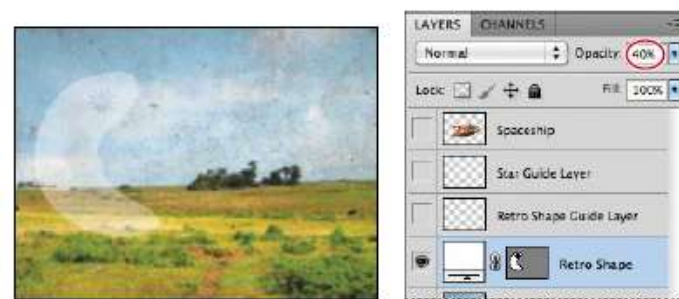 LAYERS CHANNELS
Normal Opacity: 40%
Lock: Fill: 100%
Spaceship
Star Guide Layer
Retro Shape Guide Layer
Retro Shape